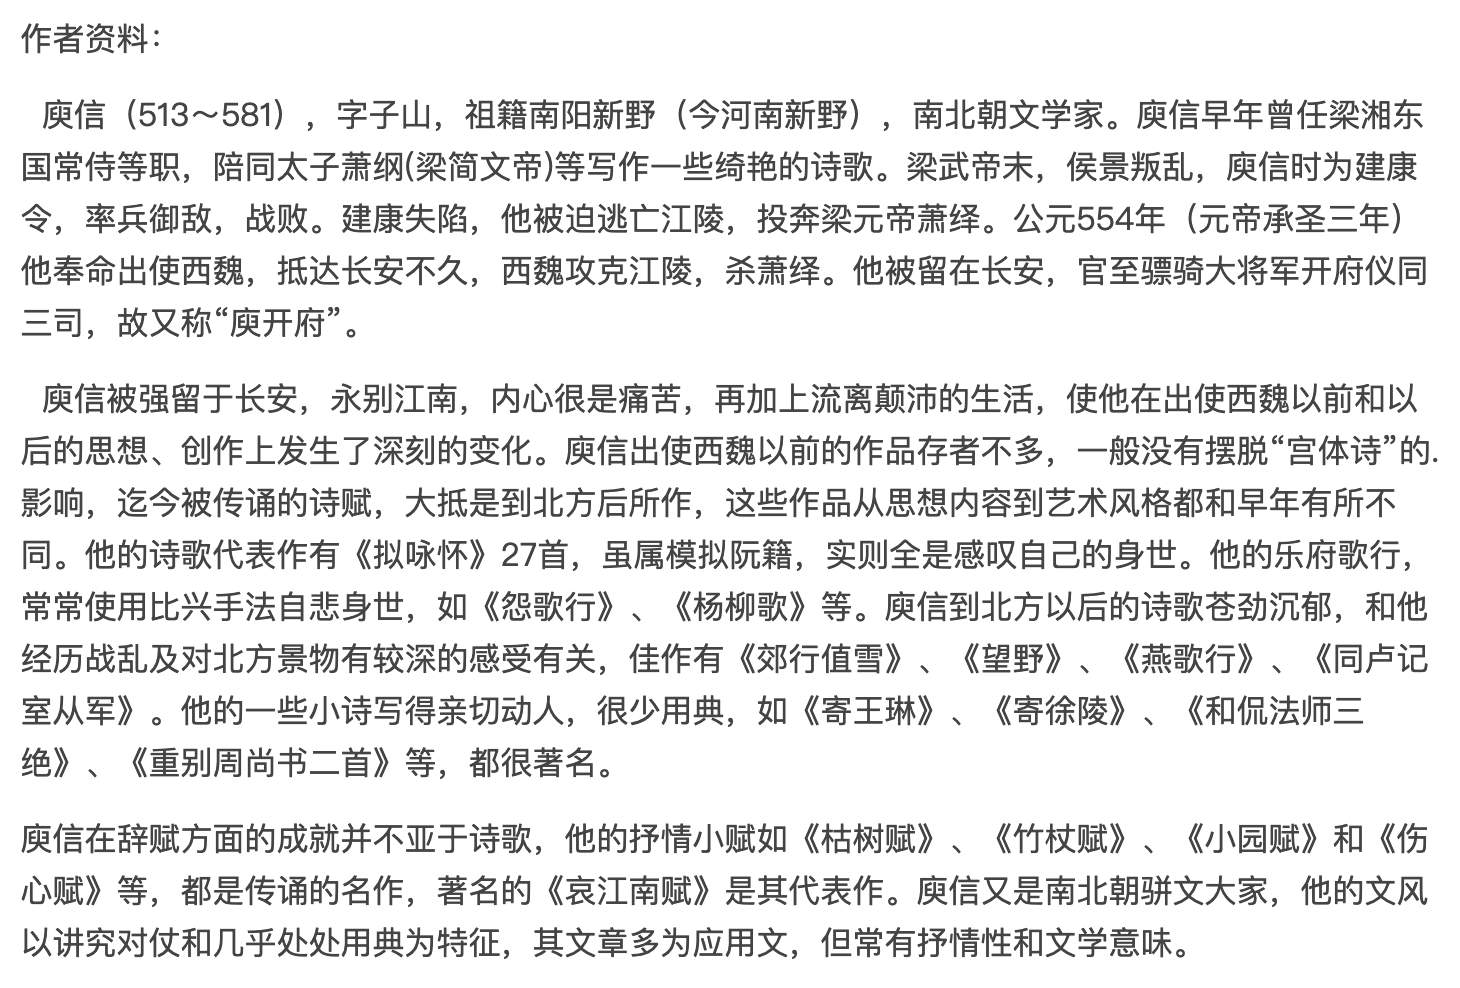 作者资料：
庾信（513～581），字子山，祖籍南阳新野（今河南新野），南北朝文学家。庾信早年曾任梁湘东
国常侍等职，陪同太子萧纲(梁简文帝)等写作一些绮艳的诗歌。梁武帝末，侯景叛乱，庾信时为建康
令，率兵御敌，战败。建康失陷，他被迫逃亡江陵，投奔梁元帝萧绎。公元554年（元帝承圣三年）
他奉命出使西魏，抵达长安不久，西魏攻克江陵，杀萧绎。他被留在长安，官至骠骑大将军开府仪同
三司，故又称“庾开府”。
庾信被强留于长安，永别江南，内心很是痛苦，再加上流离颠沛的生活，使他在出使西魏以前和以
后的思想、创作上发生了深刻的变化。庾信出使西魏以前的作品存者不多，一般没有摆脱“宫体诗”的.
影响，迄今被传诵的诗赋，大抵是到北方后所作，这些作品从思想内容到艺术风格都和早年有所不
同。他的诗歌代表作有《拟咏怀》27首，虽属模拟阮籍，实则全是感叹自己的身世。他的乐府歌行，
常常使用比兴手法自悲身世，如《怨歌行》、《杨柳歌》等。庾信到北方以后的诗歌苍劲沉郁，和他
经历战乱及对北方景物有较深的感受有关，佳作有《郊行值雪》、《望野》、《燕歌行》、《同卢记
室从军》。他的一些小诗写得亲切动人，很少用典，如《寄王琳》、《寄徐陵》、《和侃法师三
绝》、《重别周尚书二首》等，都很著名。
庾信在辞赋方面的成就并不亚于诗歌，他的抒情小赋如《枯树赋》、《竹杖赋》、《小园赋》和《伤
心赋》等，都是传诵的名作，著名的《哀江南赋》是其代表作。庾信又是南北朝骈文大家，他的文风
以讲究对仗和几乎处处用典为特征，其文章多为应用文，但常有抒情性和文学意味。